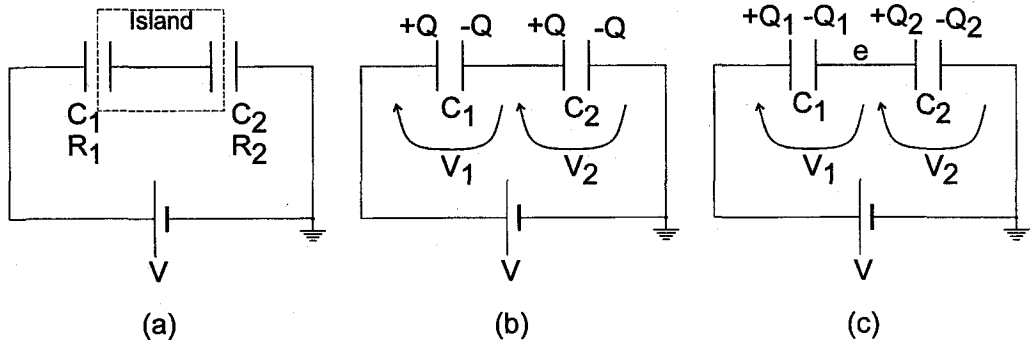 Island
C1 C2
R1 R2
V
(a)
+Q -Q +Q -Q
C1 C2
V1 V2
V
(b)
+Q1 -Q1 +Q2 -Q2
e
C1 C2
V1 V2
V
(c)